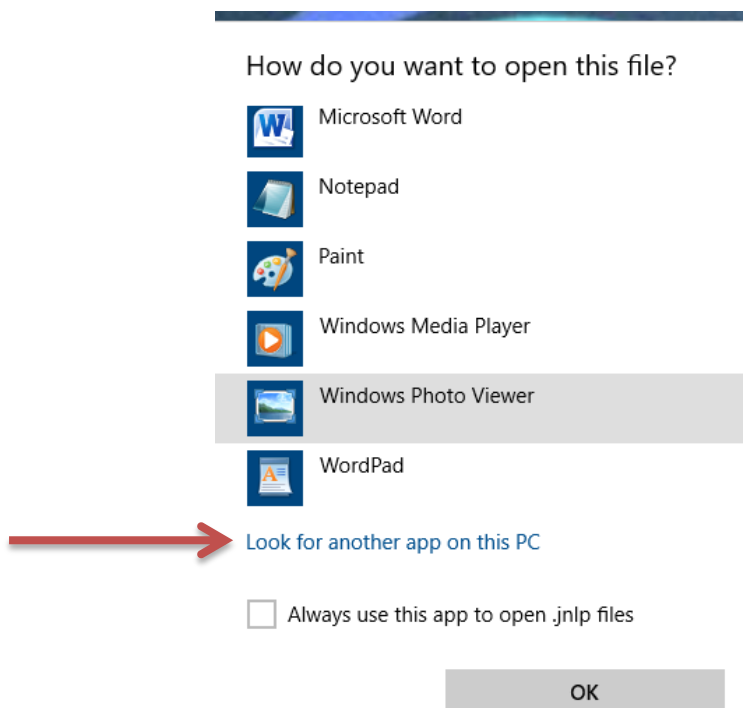 How do you want to open this file?
Microsoft Word
Notepad
Paint
Windows Media Player
Windows Photo Viewer
WordPad
Look for another app on this PC
Always use this app to open .jnlp files
OK